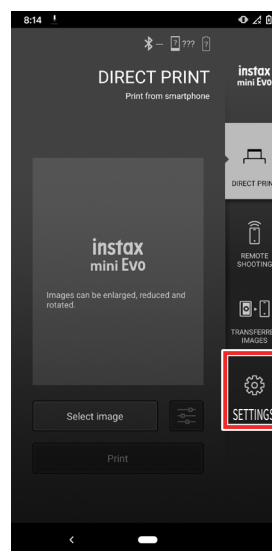 8:14
???
?
DIRECT PRINT
Print from smartphone
instax
mini Evo
Images can be enlarged, reduced and
rotated.
Select image
Print
instax
mini Evo
DIRECT PRIN
REMOTE
SHOOTING
TRANSFERRE
IMAGES
SETTINGS